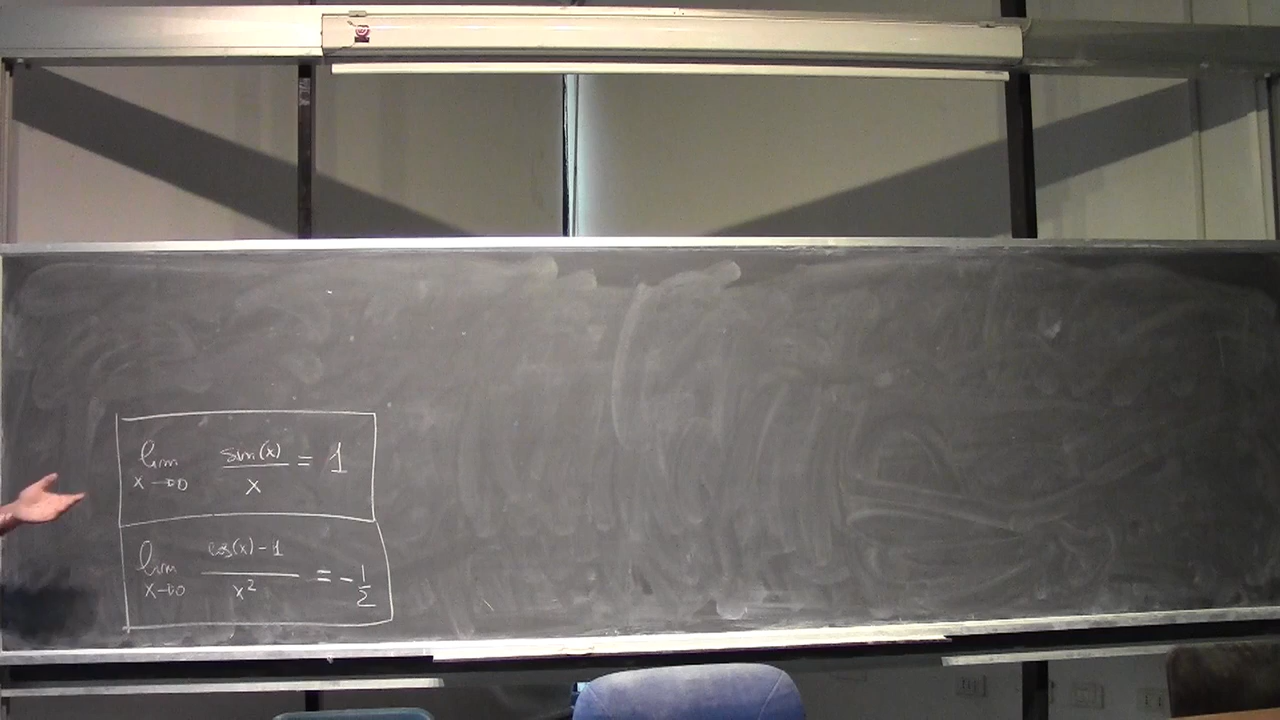 lim x→0 sin(x)/x = 1
lim x→0 cos(x)-1/x² = -1/2